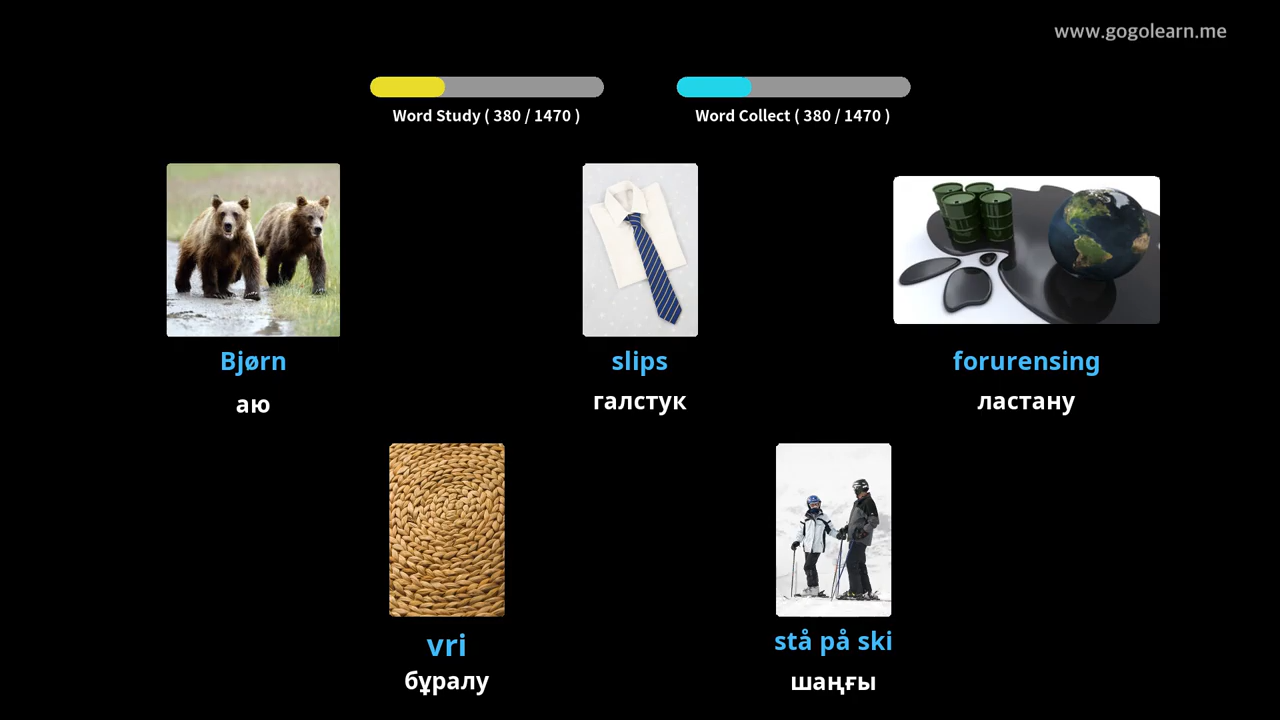 www.gogolearn.me
Word Study ( 380 / 1470 )
Word Collect ( 380 / 1470 )
Bjørn
аю
slips
галстук
forurensing
ластану
vri
бұралу
stå på ski
шаңғы